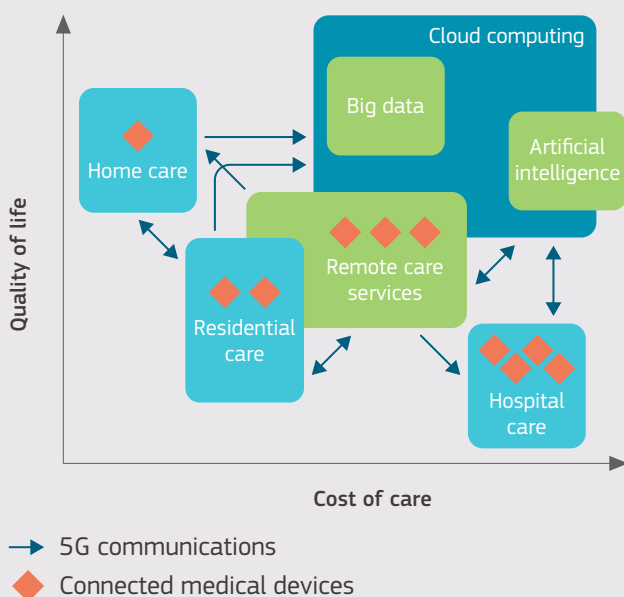 Cloud computing
Big data
Home care
Artificial
intelligence
Remote care
services
Residential
care
Hospital
care
Quality of life
Cost of care
5G communications
Connected medical devices